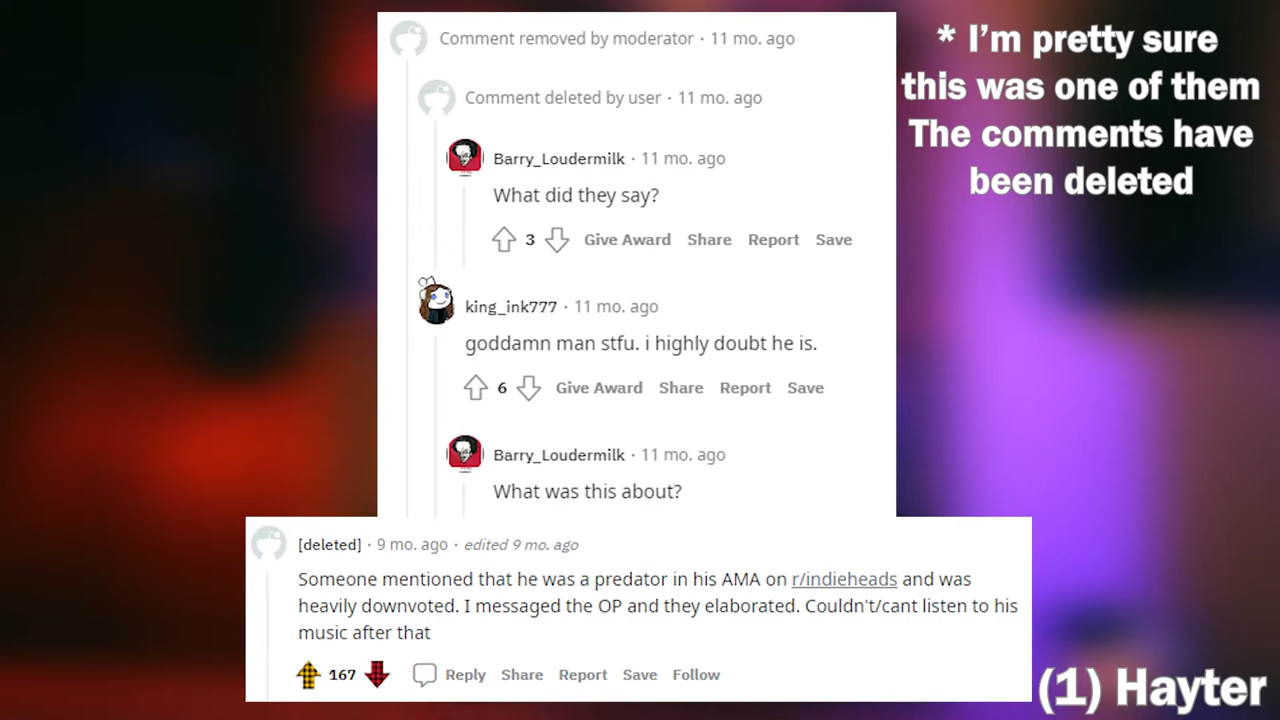 Comment removed by moderator · 11 mo. ago
Comment deleted by user · 11 mo. ago
Barry_Loudermilk · 11 mo. ago
What did they say?
3 Give Award Share Report Save
king_ink777 · 11 mo. ago
goddamn man stfu. i highly doubt he is.
6 Give Award Share Report Save
Barry_Loudermilk · 11 mo. ago
What was this about?
[deleted] · 9 mo. ago · edited 9 mo. ago
Someone mentioned that he was a predator in his AMA on r/indieheads and was
heavily downvoted. I messaged the OP and they elaborated. Couldn't/cant listen to his
music after that
167 Reply Share Report Save Follow
* I’m pretty sure
this was one of them
The comments have
been deleted
(1) Hayter